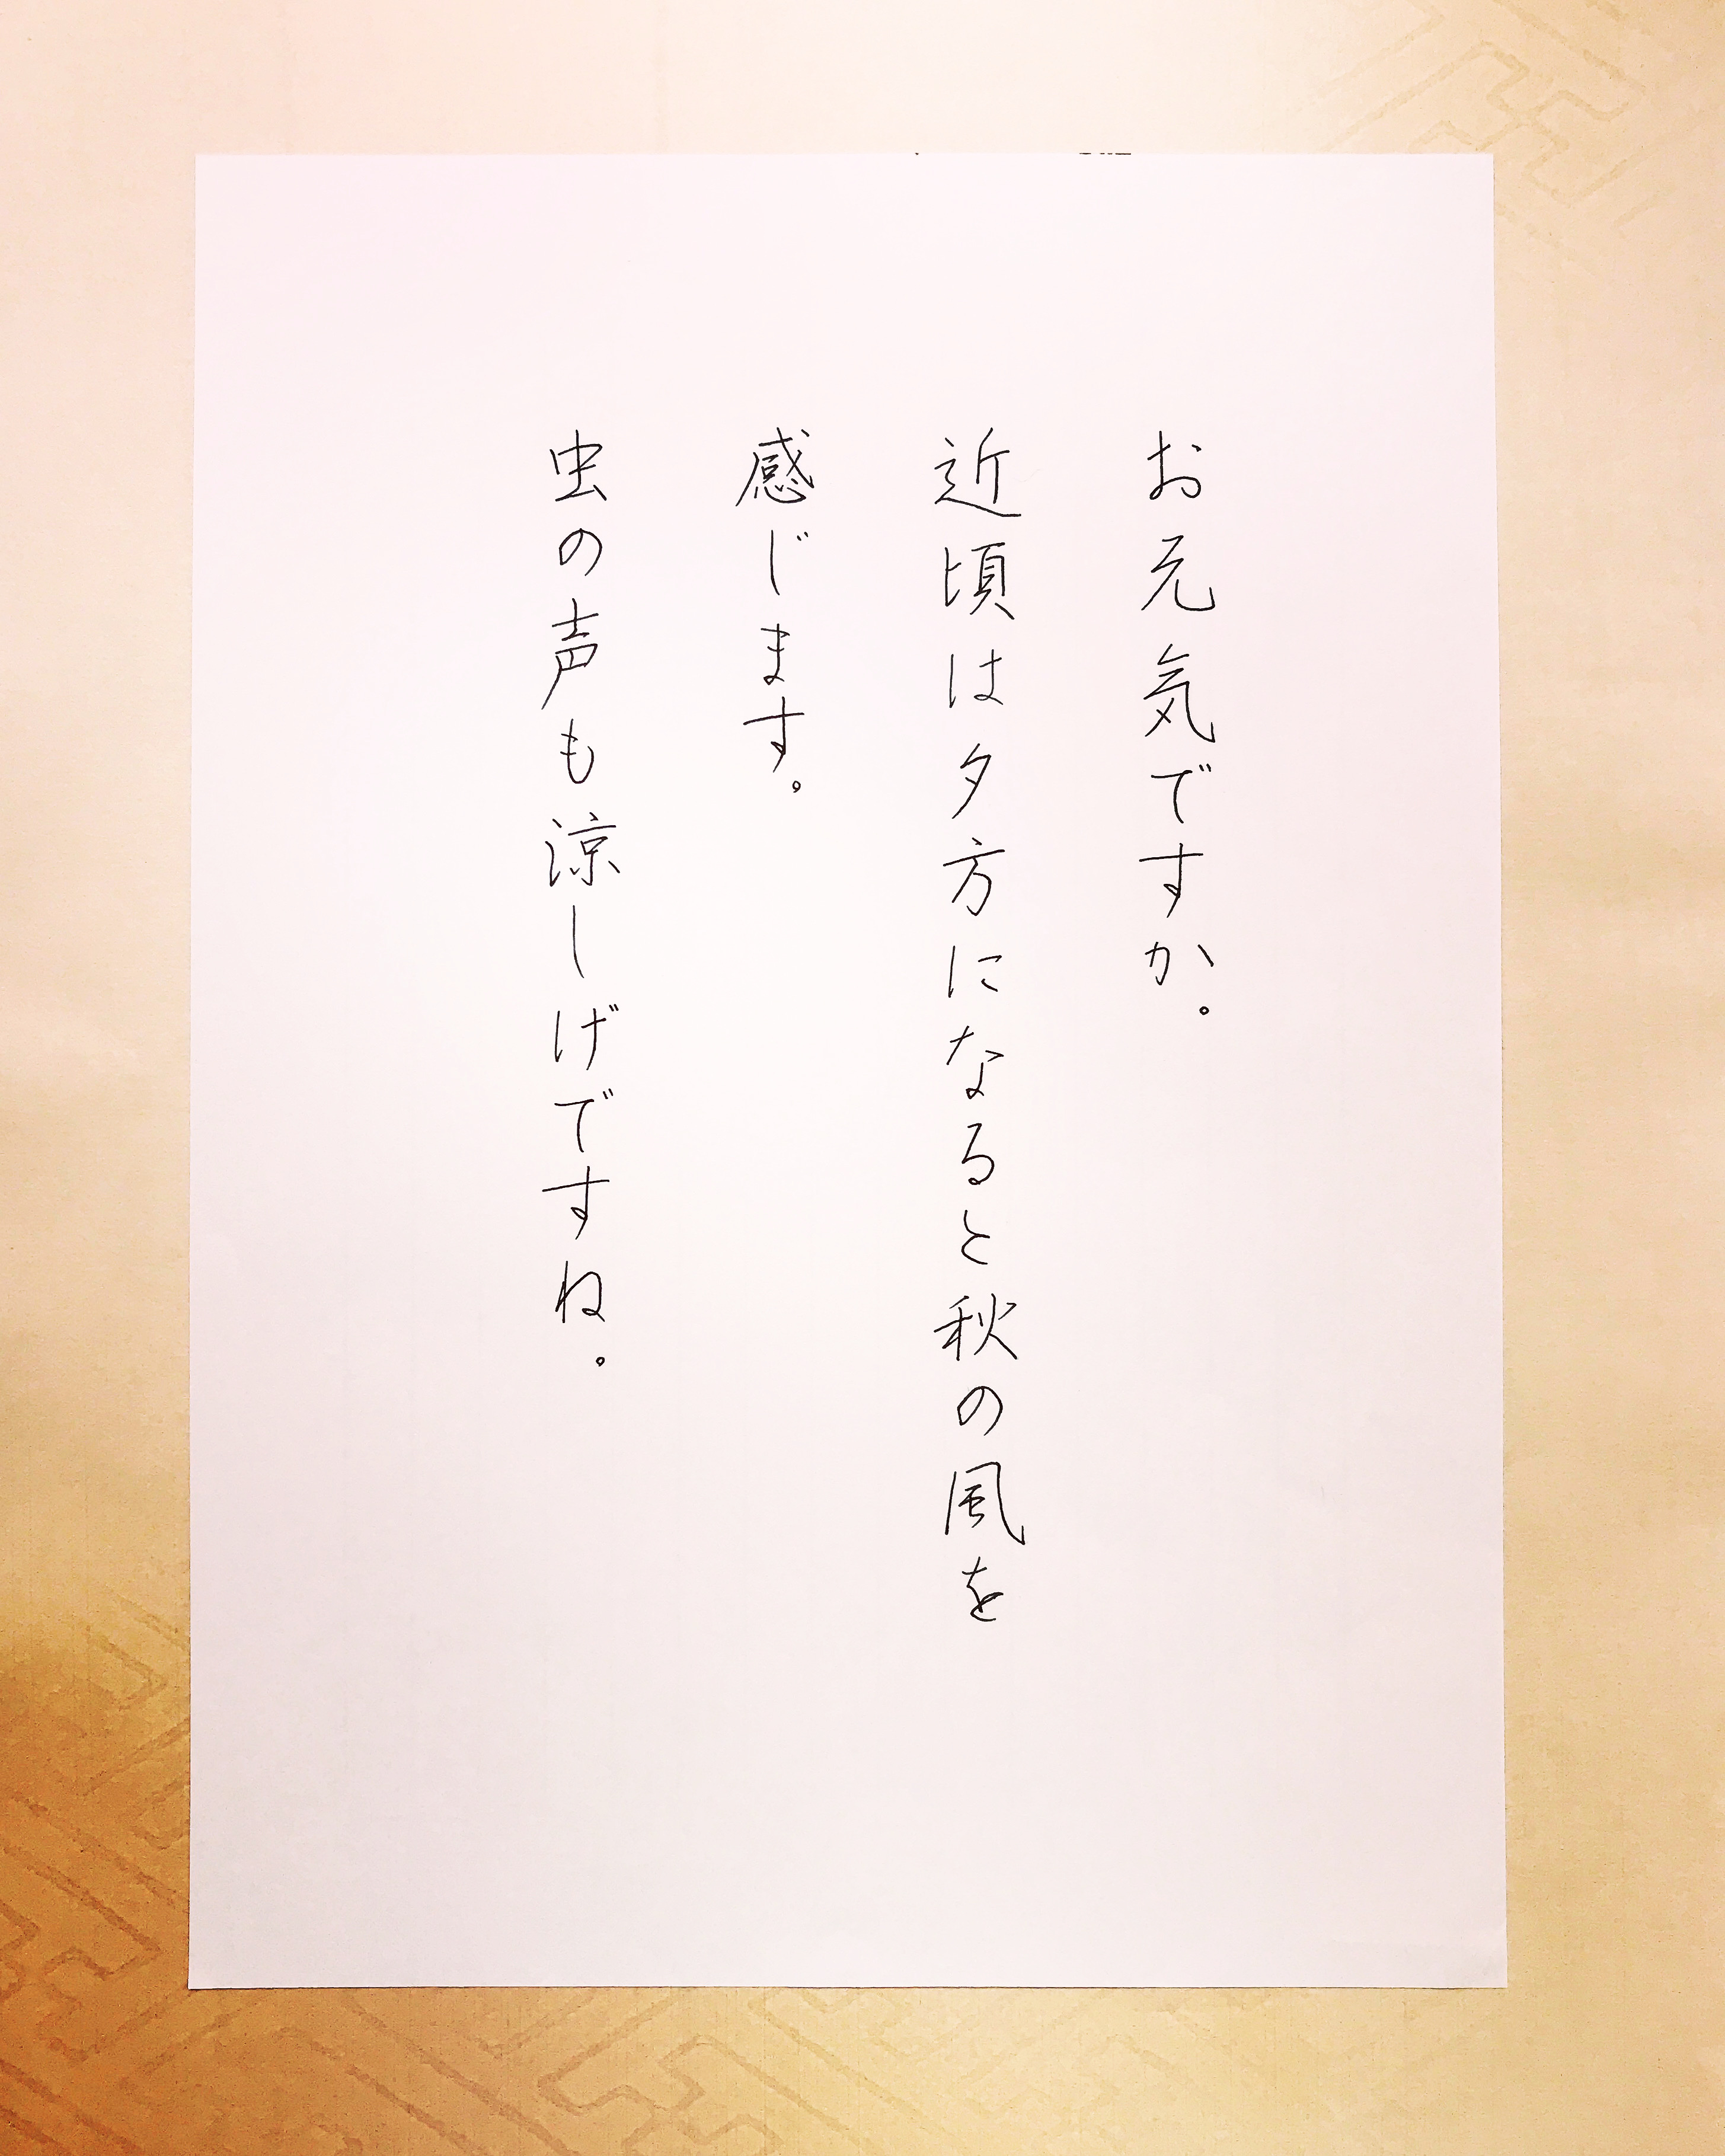 お元気ですか。
近頃は夕方になると秋の風を
感じます。
虫の声も涼しげですね。